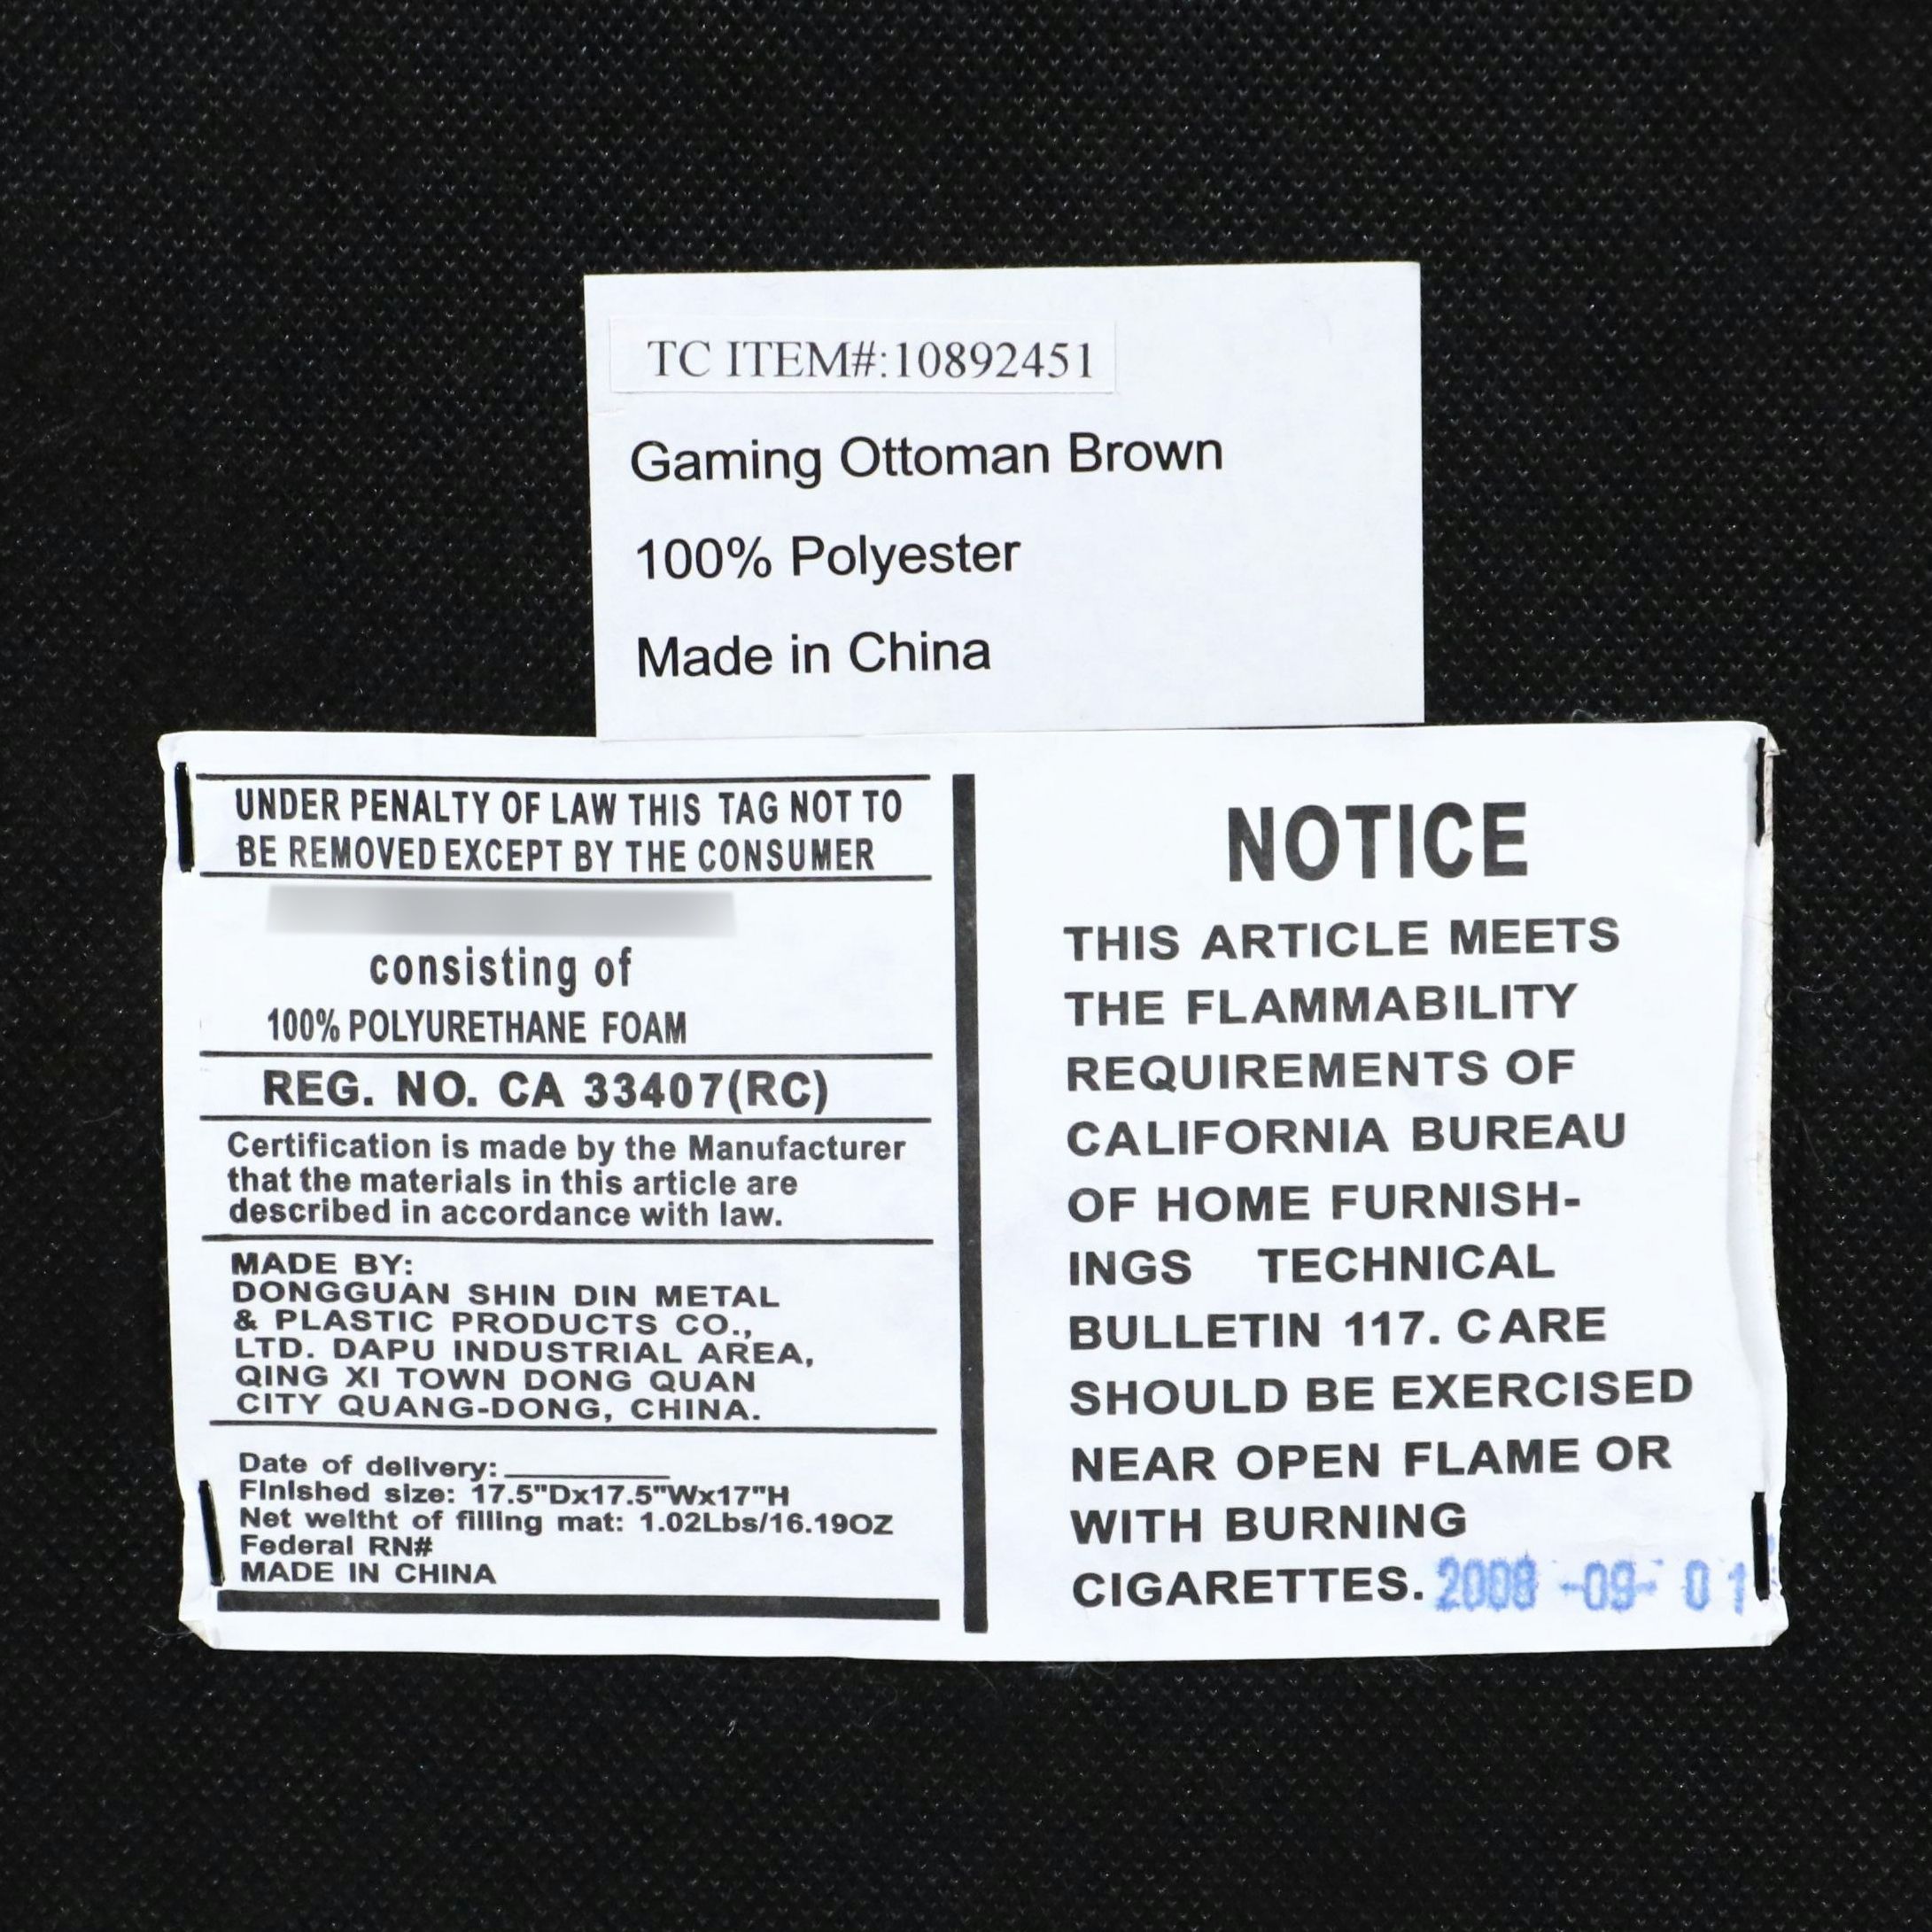 TC ITEM#:10892451
Gaming Ottoman Brown
100% Polyester
Made in China
UNDER PENALTY OF LAW THIS TAG NOT TO
BE REMOVED EXCEPT BY THE CONSUMER
consisting of
100% POLYURETHANE FOAM
REG. NO. CA 33407(RC)
Certification is made by the Manufacturer
that the materials in this article are
described in accordance with law.
MADE BY:
DONGGUAN SHIN DIN METAL
& PLASTIC PRODUCTS CO.,
LTD. DAPU INDUSTRIAL AREA,
QING XI TOWN DONG QUAN
CITY QUANG-DONG, CHINA.
Date of delivery:__________
FInIshed size: 17.5"Dx17.5"Wx17"H
Net weltht of filling mat: 1.02Lbs/16.19OZ
Federal RN#
MADE IN CHINA
NOTICE
THIS ARTICLE MEETS
THE FLAMMABILITY
REQUIREMENTS OF
CALIFORNIA BUREAU
OF HOME FURNISH-
INGS TECHNICAL
BULLETIN 117. CARE
SHOULD BE EXERCISED
NEAR OPEN FLAME OR
WITH BURNING
CIGARETTES. 2008 -09- 01